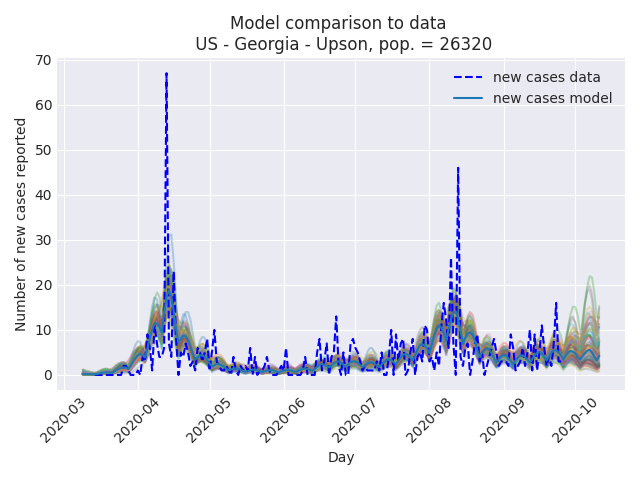 Model comparison to data
US - Georgia - Upson, pop. = 26320
new cases data
new cases model
Number of new cases reported
70
60
50
40
30
20
10
0
2020-03
2020-04
2020-05
2020-06
2020-07
2020-08
2020-09
2020-10
Day